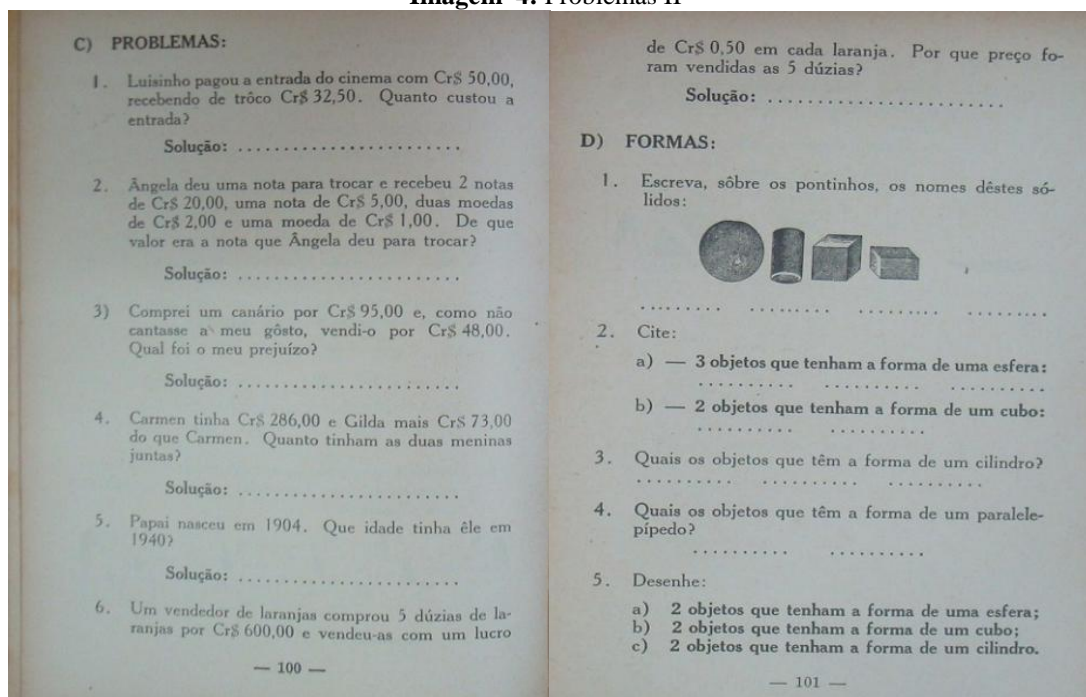 Imagem 4: Problemas II
C) PROBLEMAS:
1. Luisinho pagou a entrada do cinema com Cr$ 50,00,
recebendo de trôco Cr$ 32,50. Quanto custou a
entrada?
Solução: ........................
2. Ângela deu uma nota para trocar e recebeu 2 notas
de Cr$ 20,00, uma nota de Cr$ 5,00, duas moedas
de Cr$ 2,00 e uma moeda de Cr$ 1,00. De que
valor era a nota que Ângela deu para trocar?
Solução: ........................
3) Comprei um canário por Cr$ 95,00 e, como não
cantasse a meu gôsto, vendi-o por Cr$ 48,00.
Qual foi o meu prejuízo?
Solução: ........................
4. Carmen tinha Cr$ 286,00 e Gilda mais Cr$ 73,00
do que Carmen. Quanto tinham as duas meninas
juntas?
Solução: ........................
5. Papai nasceu em 1904. Que idade tinha êle em
1940?
Solução: ........................
6. Um vendedor de laranjas comprou 5 dúzias de la-
ranjas por Cr$ 600,00 e vendeu-as com um lucro
— 100 —
de Cr$ 0,50 em cada laranja. Por que preço fo-
ram vendidas as 5 dúzias?
Solução: ........................
D) FORMAS:
1. Escreva, sôbre os pontinhos, os nomes dêstes só-
lidos:
.......... .......... .......... ..........
2. Cite:
a) — 3 objetos que tenham a forma de uma esfera:
.......... .......... ..........
b) — 2 objetos que tenham a forma de um cubo:
.......... ..........
3. Quais os objetos que têm a forma de um cilindro?
.......... .......... ..........
4. Quais os objetos que têm a forma de um paralele-
pípedo?
.......... ..........
5. Desenhe:
a) 2 objetos que tenham a forma de uma esfera;
b) 2 objetos que tenham a forma de um cubo;
c) 2 objetos que tenham a forma de um cilindro.
— 101 —